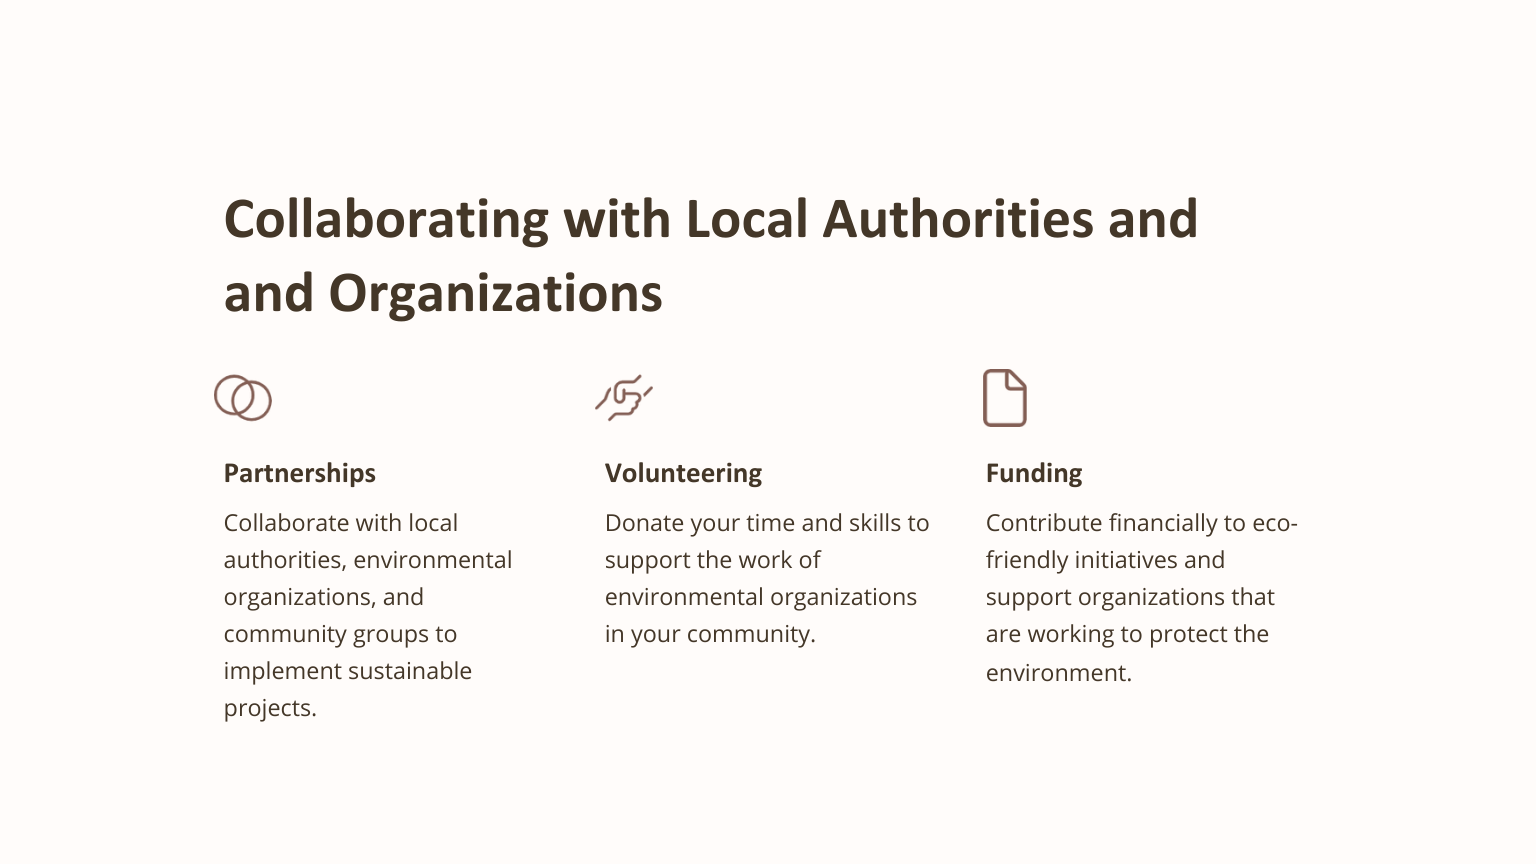 Collaborating with Local Authorities and
and Organizations
Partnerships
Collaborate with local
authorities, environmental
organizations, and
community groups to
implement sustainable
projects.
Volunteering
Donate your time and skills to
support the work of
environmental organizations
in your community.
Funding
Contribute financially to eco-
friendly initiatives and
support organizations that
are working to protect the
environment.